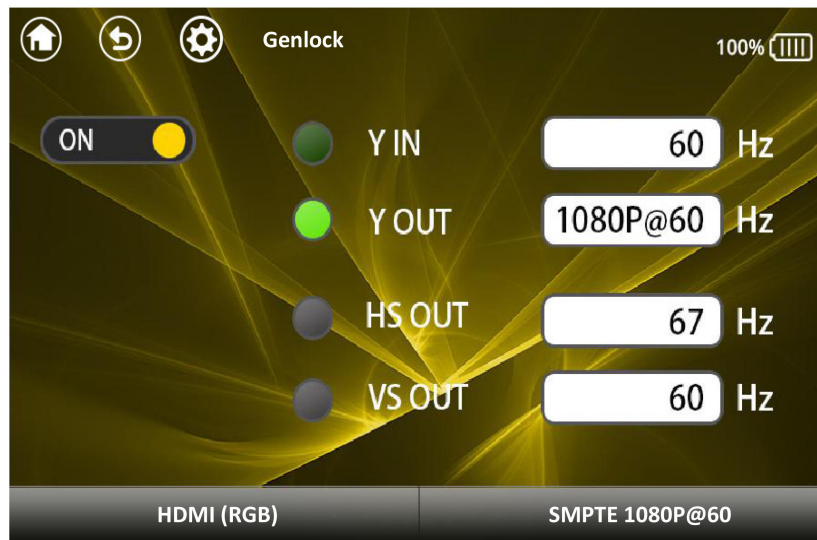 Genlock
100%
ON
Y IN 60 Hz
Y OUT 1080P@60 Hz
HS OUT 67 Hz
VS OUT 60 Hz
HDMI (RGB) SMPTE 1080P@60